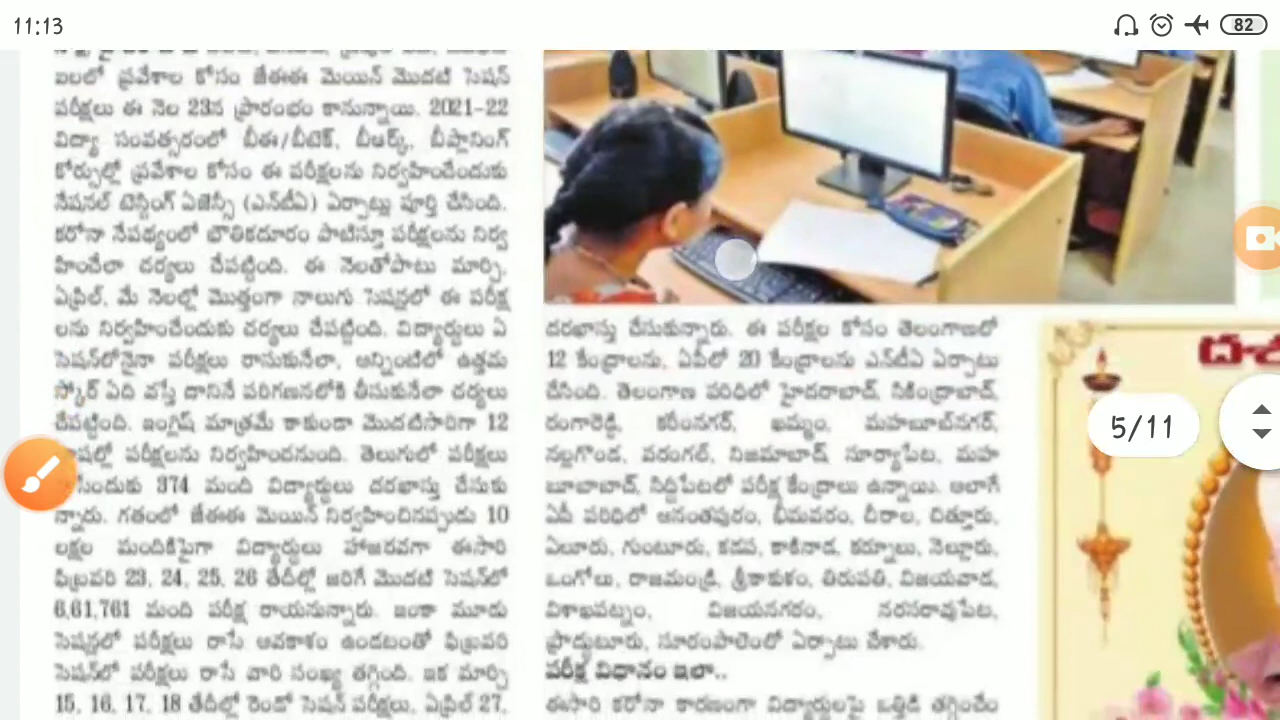 11:13
82
ఐలలో ప్రవేశాల కోసం జేఈఈ మెయిన్ మొదటి సెషన్
పరీక్షలు ఈ నెల 23న ప్రారంభం కానున్నాయి. 2021-22
విద్యా సంవత్సరంలో బీఈ/బీటెక్, బీఆర్క్, బీప్లానింగ్
కోర్సుల్లో ప్రవేశాల కోసం ఈ పరీక్షలను నిర్వహించేందుకు
నేషనల్ టెస్టింగ్ ఏజెన్సీ (ఎన్‌టీఏ) ఏర్పాట్లు పూర్తి చేసింది.
కరోనా నేపథ్యంలో భౌతికదూరం పాటిస్తూ పరీక్షలను నిర్వ
హించేలా చర్యలు చేపట్టింది. ఈ నెలతోపాటు మార్చి,
ఏప్రిల్, మే నెలల్లో మొత్తంగా నాలుగు సెషన్లలో ఈ పరీక్ష
లను నిర్వహించేందుకు చర్యలు చేపట్టింది. విద్యార్థులు ఏ
సెషన్‌లోనైనా పరీక్షలు రాసుకునేలా, అన్నింటిలో ఉత్తమ
స్కోర్ ఏది వస్తే దానినే పరిగణనలోకి తీసుకునేలా చర్యలు
చేపట్టింది. ఇంగ్లిష్ మాత్రమే కాకుండా మొదటిసారిగా 12
పరీక్షలను నిర్వహించనుంది. తెలుగులో పరీక్షలు
374 మంది విద్యార్థులు దరఖాస్తు చేసుకు
న్నారు. గతంలో జేఈఈ మెయిన్ నిర్వహించినప్పుడు 10
లక్షల మందికిపైగా విద్యార్థులు హాజరవగా ఈసారి
ఫిబ్రవరి 23, 24, 25, 26 తేదీల్లో జరిగే మొదటి సెషన్‌లో
6,61,761 మంది పరీక్ష రాయనున్నారు. ఇంకా మూడు
సెషన్లలో పరీక్షలు రాసే అవకాశం ఉండటంతో ఫిబ్రవరి
సెషన్‌లో పరీక్షలు రాసే వారి సంఖ్య తగ్గింది. ఇక మార్చి
15, 16, 17, 18 తేదీల్లో రెండో సెషన్ పరీక్షలు, ఏప్రిల్ 27,
దరఖాస్తు చేసుకున్నారు. ఈ పరీక్షల కోసం తెలంగాణలో
12 కేంద్రాలను, ఏపీలో 20 కేంద్రాలను ఎన్‌టీఏ ఏర్పాటు
చేసింది. తెలంగాణ పరిధిలో హైదరాబాద్, సికింద్రాబాద్,
రంగారెడ్డి, కరీంనగర్, ఖమ్మం, మహబూబ్‌నగర్,
నల్లగొండ, వరంగల్, నిజమాబాద్ సూర్యాపేట, మహ
బూబాబాద్, సిద్దిపేటలో పరీక్ష కేంద్రాలు ఉన్నాయి. అలాగే
ఏపీ పరిధిలో అనంతపురం, భీమవరం, చీరాల, చిత్తూరు,
ఏలూరు, గుంటూరు, కడప, కాకినాడ, కర్నూలు, నెల్లూరు,
ఒంగోలు, రాజమండ్రి, శ్రీకాకుళం, తిరుపతి, విజయవాడ,
విశాఖపట్నం, విజయనగరం, నరసరావుపేట,
ప్రొద్దుటూరు, సూరంపాలెంలో ఏర్పాటు చేశారు.
పరీక్ష విధానం ఇలా..
ఈసారి కరోనా కారణంగా విద్యార్థులపై ఒత్తిడి తగ్గించేం
5/11